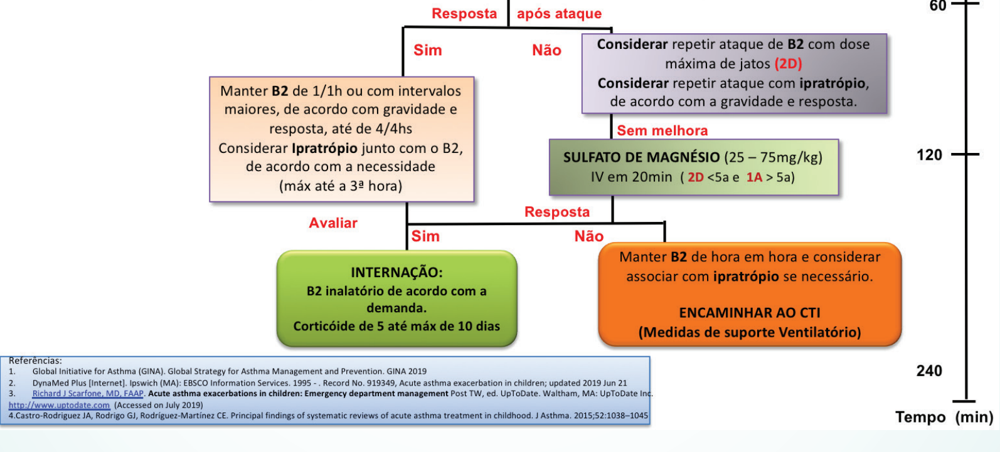 60
Resposta após ataque
Sim
Não
Considerar repetir ataque de B2 com dose
máxima de jatos (2D)
Considerar repetir ataque com ipratrópio,
de acordo com a gravidade e resposta.
Manter B2 de 1/1h ou com intervalos
maiores, de acordo com gravidade e
resposta, até de 4/4hs
Considerar Ipratrópio junto com o B2,
de acordo com a necessidade
(máx até a 3ª hora)
Sem melhora
SULFATO DE MAGNÉSIO (25 – 75mg/kg)
IV em 20min ( 2D <5a e 1A > 5a)
120
Resposta
Avaliar
Sim
Não
INTERNAÇÃO:
B2 inalatório de acordo com a
demanda.
Corticóide de 5 até máx de 10 dias
Manter B2 de hora em hora e considerar
associar com ipratrópio se necessário.
ENCAMINHAR AO CTI
(Medidas de suporte Ventilatório)
240
Tempo (min)
Referências:
1. Global Initiative for Asthma (GINA). Global Strategy for Asthma Management and Prevention. GINA 2019
2. DynaMed Plus [Internet]. Ipswich (MA): EBSCO Information Services. 1995 - . Record No. 919349, Acute asthma exacerbation in children; updated 2019 Jun 21
3. Richard J Scarfone, MD, FAAP. Acute asthma exacerbations in children: Emergency department management Post TW, ed. UpToDate. Waltham, MA: UpToDate Inc.
http://www.uptodate.com (Accessed on July 2019)
4.Castro-Rodriguez JA, Rodrigo GJ, Rodríguez-Martínez CE. Principal findings of systematic reviews of acute asthma treatment in childhood. J Asthma. 2015;52:1038–1045